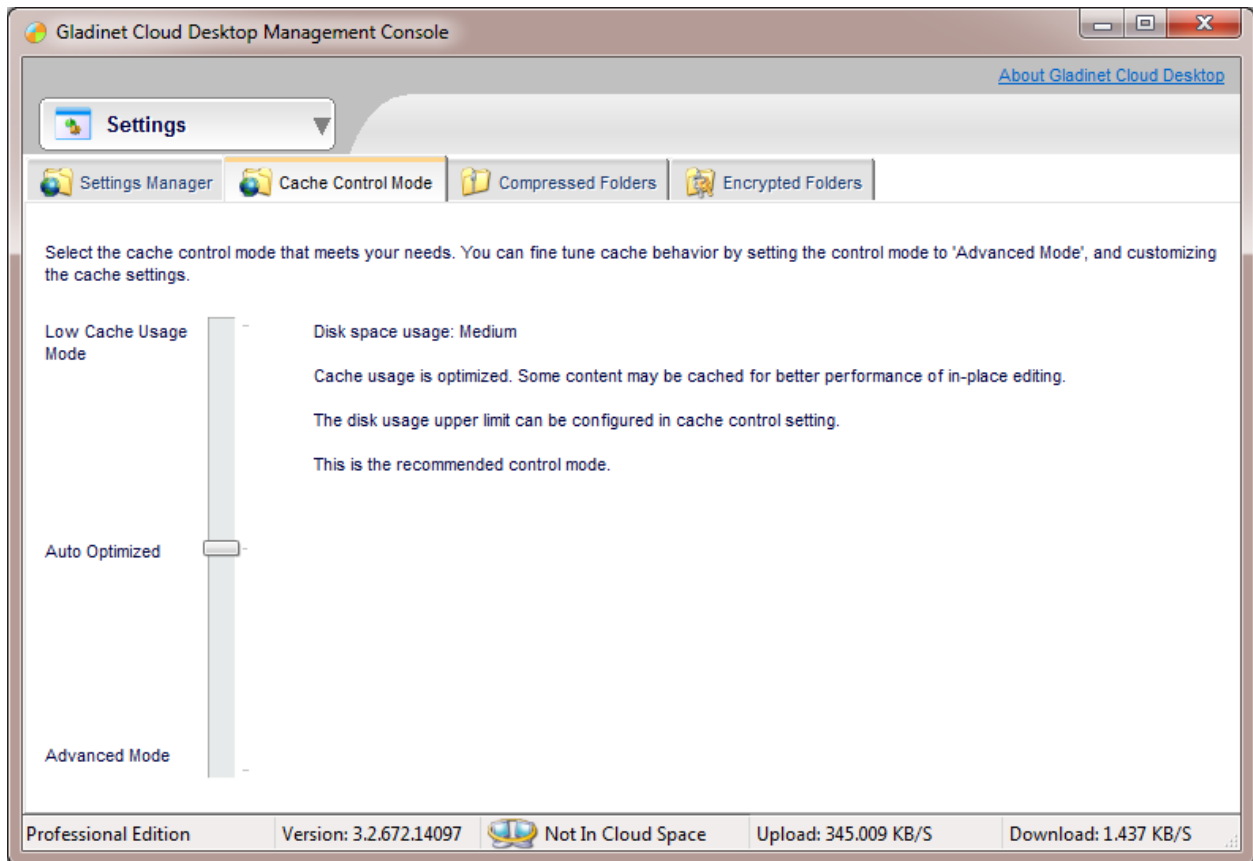 Gladinet Cloud Desktop Management Console
About Gladinet Cloud Desktop
Settings
Settings Manager
Cache Control Mode
Compressed Folders
Encrypted Folders
Select the cache control mode that meets your needs. You can fine tune cache behavior by setting the control mode to 'Advanced Mode', and customizing
the cache settings.
Low Cache Usage
Mode
Disk space usage: Medium
Cache usage is optimized. Some content may be cached for better performance of in-place editing.
The disk usage upper limit can be configured in cache control setting.
This is the recommended control mode.
Auto Optimized
Advanced Mode
Professional Edition
Version: 3.2.672.14097
Not In Cloud Space
Upload: 345.009 KB/S
Download: 1.437 KB/S